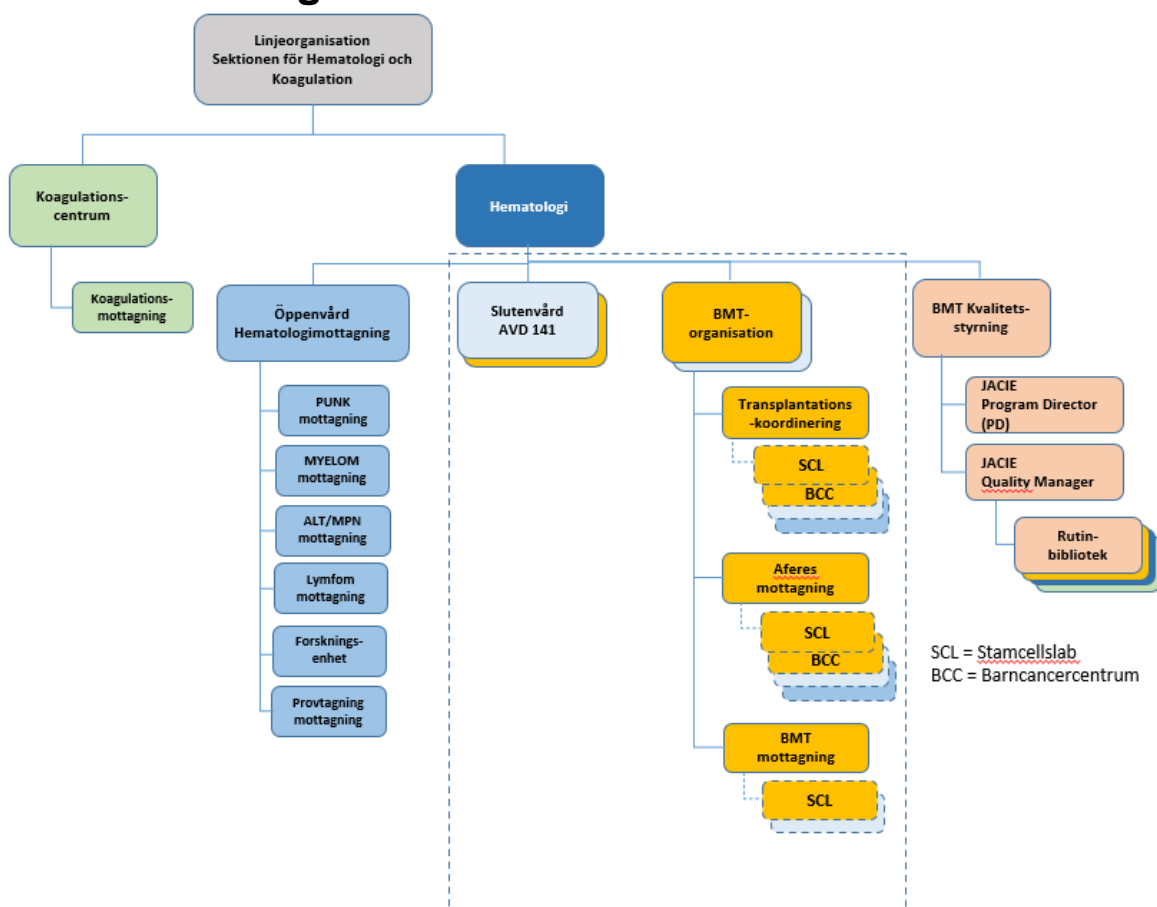 Linjeorganisation
Sektionen för Hematologi och
Koagulation
Koagulations-
centrum
Hematologi
Koagulations-
mottagning
Öppenvård
Hematologimottagning
Slutenvård
AVD 141
BMT-
organisation
BMT Kvalitets-
styrning
PUNK
mottagning
MYELOM
mottagning
ALT/MPN
mottagning
Lymfom
mottagning
Forsknings-
enhet
Provtagning
mottagning
Transplantations
-koordinering
SCL
BCC
Aferes
mottagning
SCL
BCC
BMT
mottagning
SCL
JACIE
Program Director
(PD)
JACIE
Quality Manager
Rutin-
bibliotek
SCL = Stamcellslab
BCC = Barncancercentrum